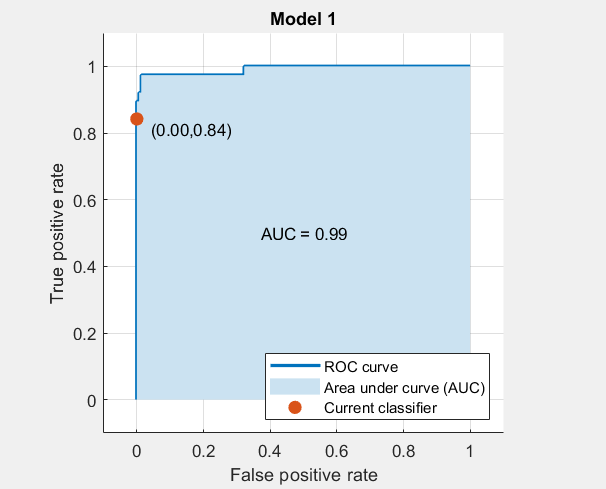 Model 1
1
0.8
0.6
0.4
0.2
0
True positive rate
(0.00,0.84)
AUC = 0.99
ROC curve
Area under curve (AUC)
Current classifier
0 0.2 0.4 0.6 0.8 1
False positive rate